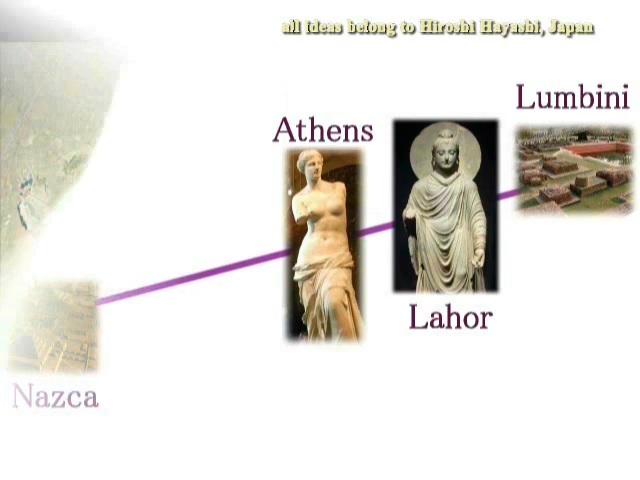 all ideas belong to Hiroshi Hayashi, Japan
Lumbini
Athens
Lahor
Nazca